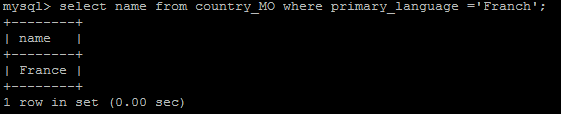 mysql> select name from country_MO where primary_language ='Franch';
+--------+
| name   |
+--------+
| France |
+--------+
1 row in set (0.00 sec)